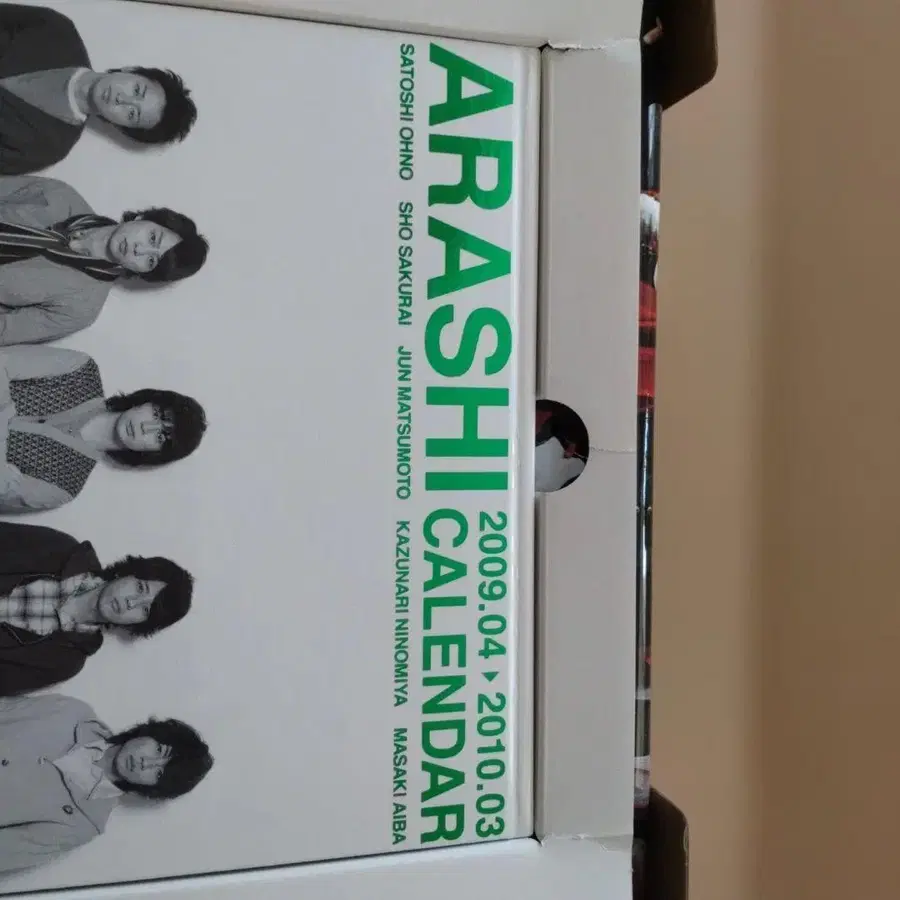 2009.04▸2010.03
ARASHI CALENDAR
SATOSHI OHNO SHO SAKURAI JUN MATSUMOTO KAZUNARI NINOMIYA MASAKI AIBA